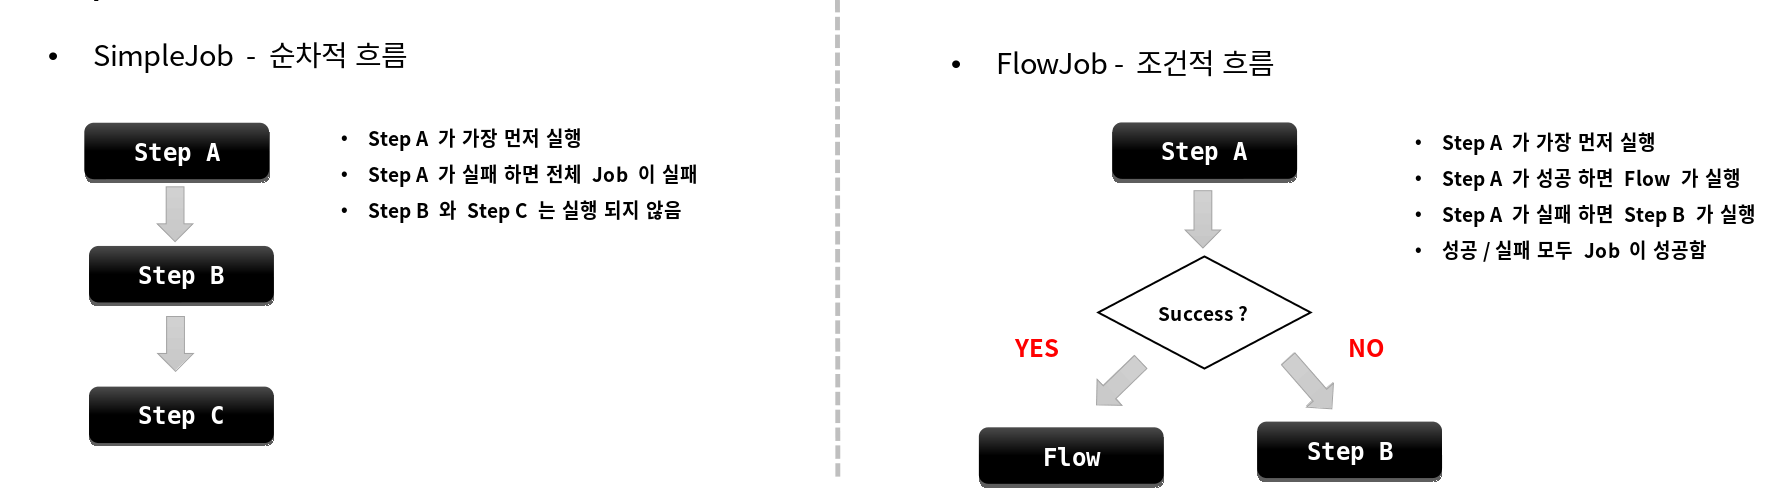 • SimpleJob - 순차적 흐름
Step A
• Step A 가 가장 먼저 실행
• Step A 가 실패 하면 전체 Job 이 실패
• Step B 와 Step C 는 실행 되지 않음
Step B
Step C
• FlowJob - 조건적 흐름
Step A
• Step A 가 가장 먼저 실행
• Step A 가 성공 하면 Flow 가 실행
• Step A 가 실패 하면 Step B 가 실행
• 성공 / 실패 모두 Job 이 성공함
Success ?
YES
NO
Flow
Step B